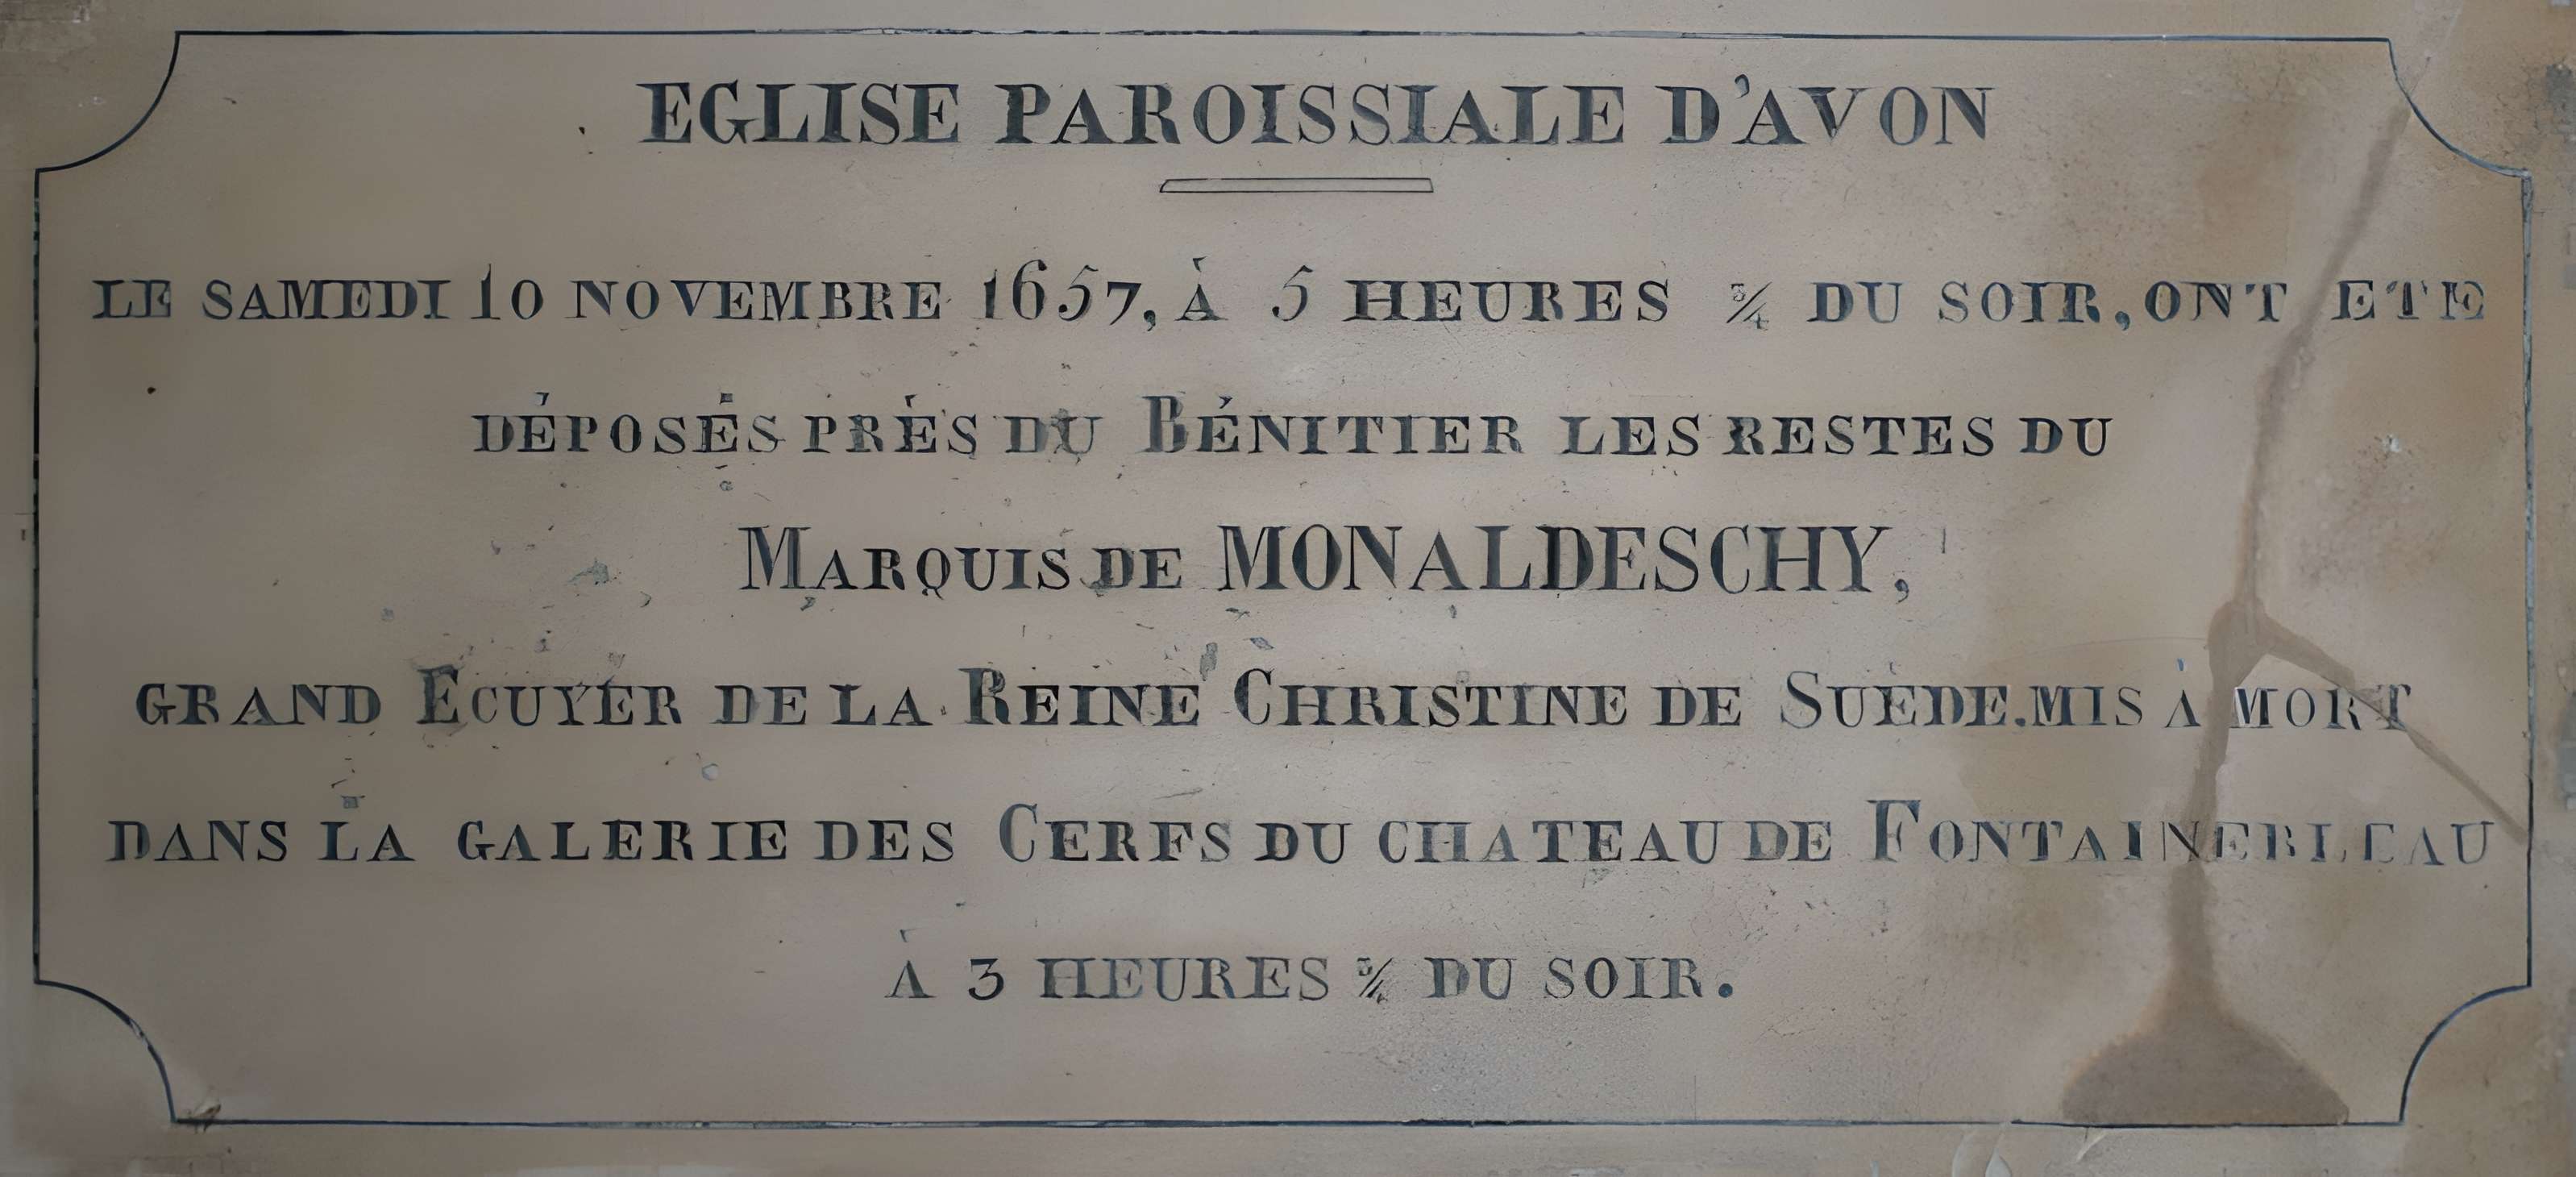 EGLISE PAROISSIALE D'AVON
LE SAMEDI 10 NOVEMBRE 1657, À 5 HEURES 3/4 DU SOIR, ONT ETE
DÉPOSÉS PRÉS DU BÉNITIER LES RESTES DU
MARQUIS DE MONALDESCHY,
GRAND ECUYER DE LA REINE CHRISTINE DE SUÈDE. MIS À MORT
DANS LA GALERIE DES CERFS DU CHATEAU DE FONTAINEBLEAU
À 3 HEURES 3/4 DU SOIR.